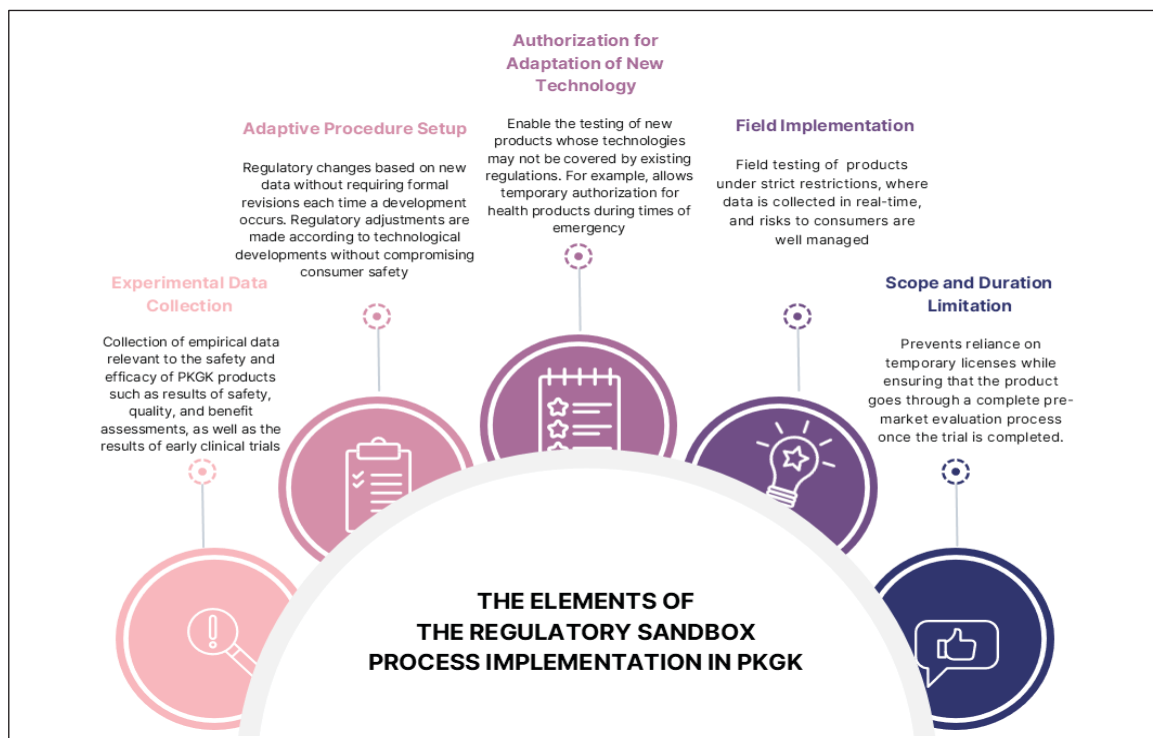 Authorization for
Adaptation of New
Technology
Enable the testing of new
products whose technologies
may not be covered by existing
regulations. For example, allows
temporary authorization for
health products during times of
emergency
Adaptive Procedure Setup
Regulatory changes based on new
data without requiring formal
revisions each time a development
occurs. Regulatory adjustments are
made according to technological
developments without compromising
consumer safety
Field Implementation
Field testing of products
under strict restrictions, where
data is collected in real-time,
and risks to consumers are
well managed
Experimental Data
Collection
Collection of empirical data
relevant to the safety and
efficacy of PKGK products
such as results of safety,
quality, and benefit
assessments, as well as the
results of early clinical trials
Scope and Duration
Limitation
Prevents reliance on
temporary licenses while
ensuring that the product
goes through a complete pre-
market evaluation process
once the trial is completed.
THE ELEMENTS OF
THE REGULATORY SANDBOX
PROCESS IMPLEMENTATION IN PKGK